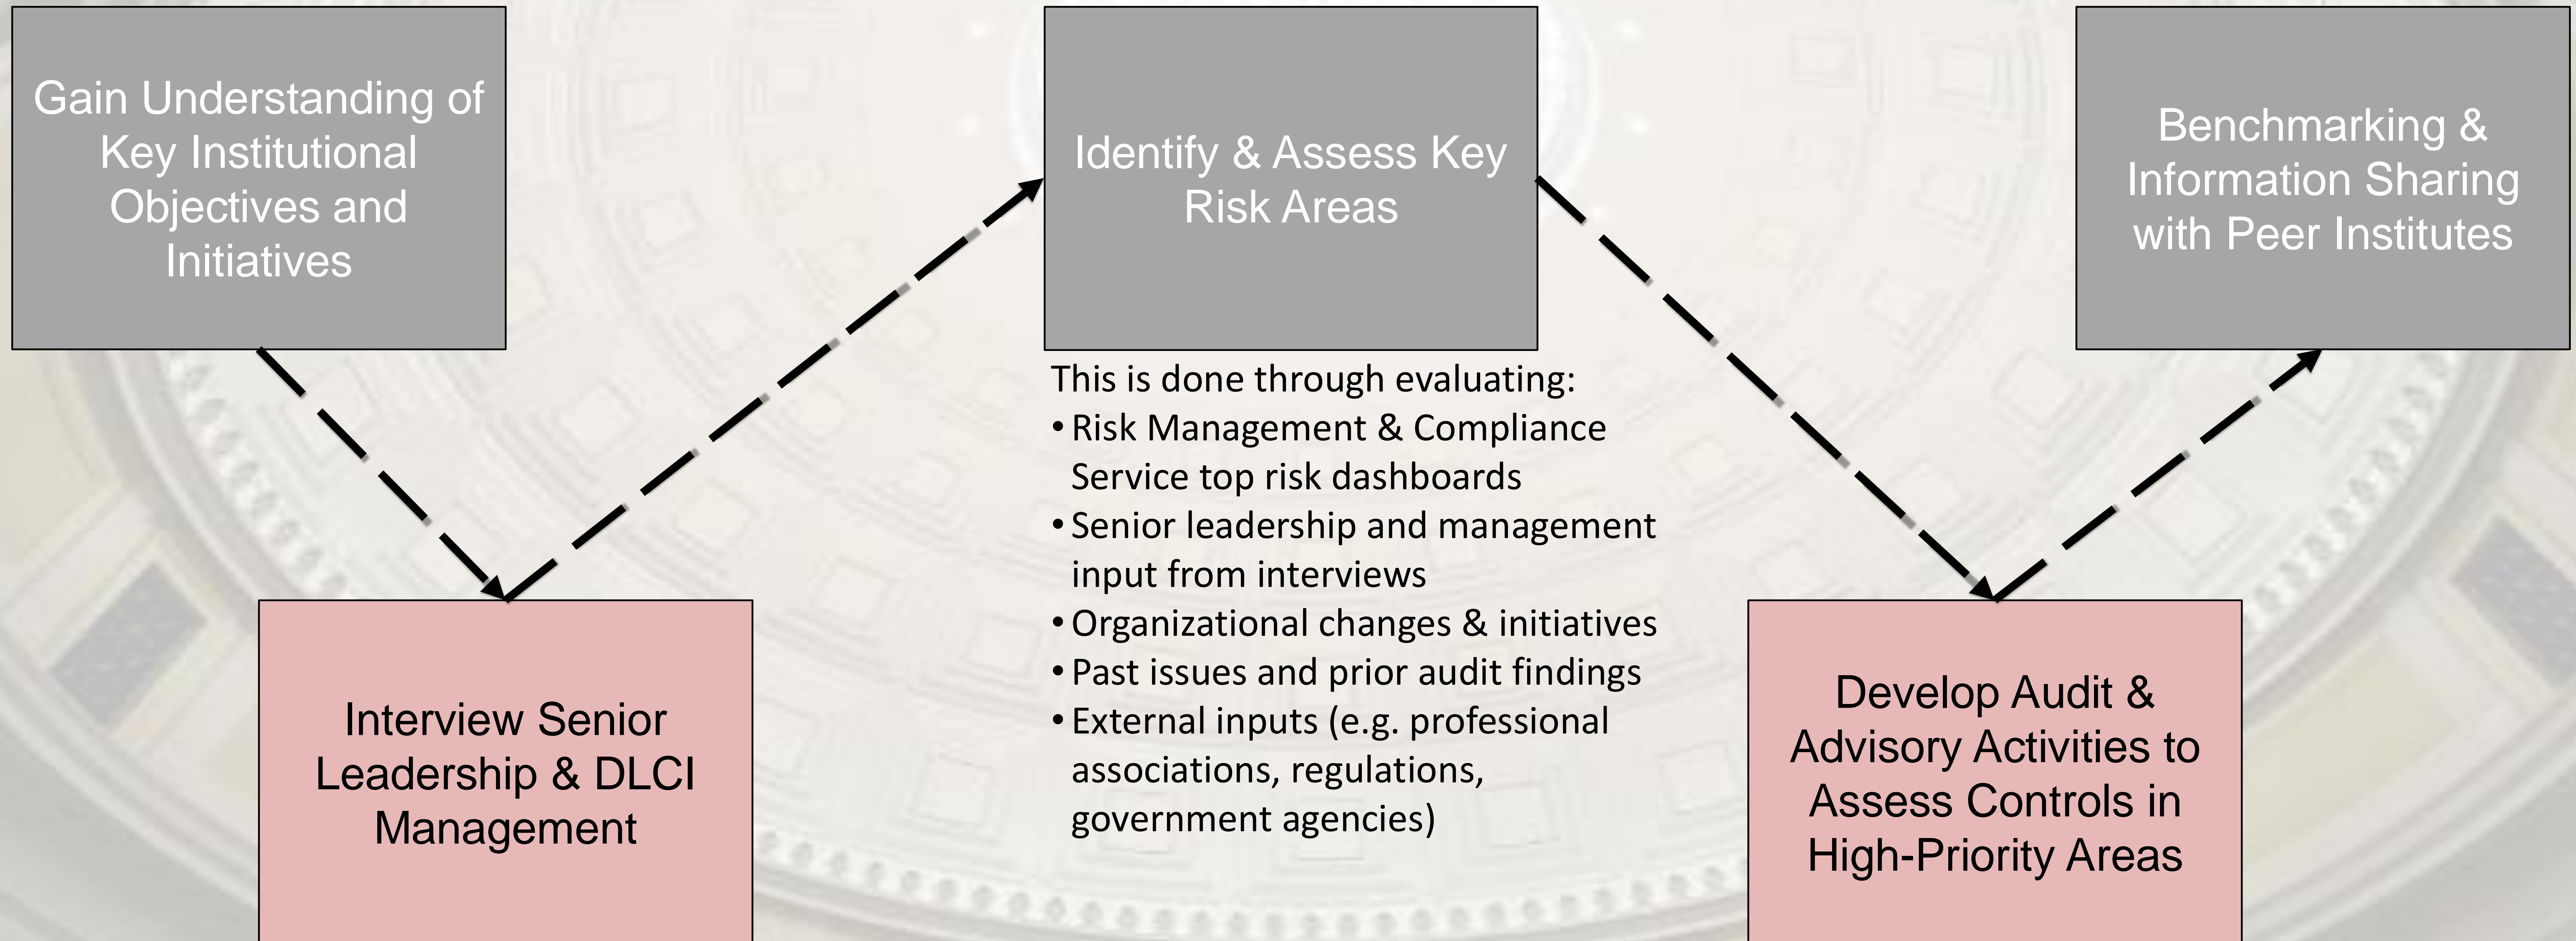 Gain Understanding of
Key Institutional
Objectives and
Initiatives
Interview Senior
Leadership & DLCI
Management
Identify & Assess Key
Risk Areas
This is done through evaluating:
• Risk Management & Compliance
Service top risk dashboards
• Senior leadership and management
input from interviews
• Organizational changes & initiatives
• Past issues and prior audit findings
• External inputs (e.g. professional
associations, regulations,
government agencies)
Develop Audit &
Advisory Activities to
Assess Controls in
High-Priority Areas
Benchmarking &
Information Sharing
with Peer Institutes